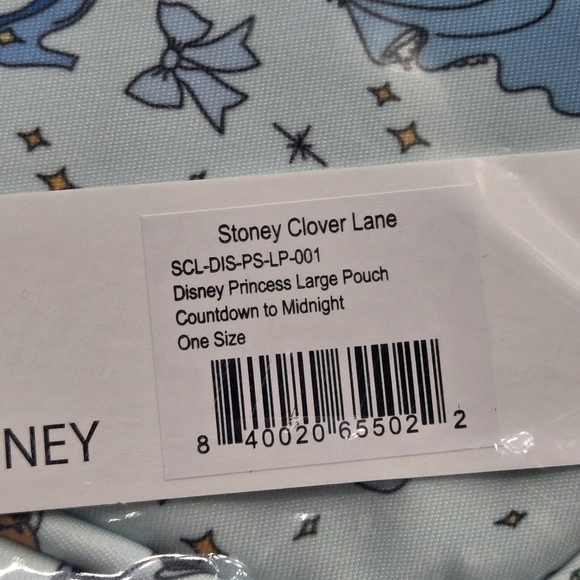 Stoney Clover Lane
SCL-DIS-PS-LP-001
Disney Princess Large Pouch
Countdown to Midnight
One Size
8 40020 65502 2
NEY